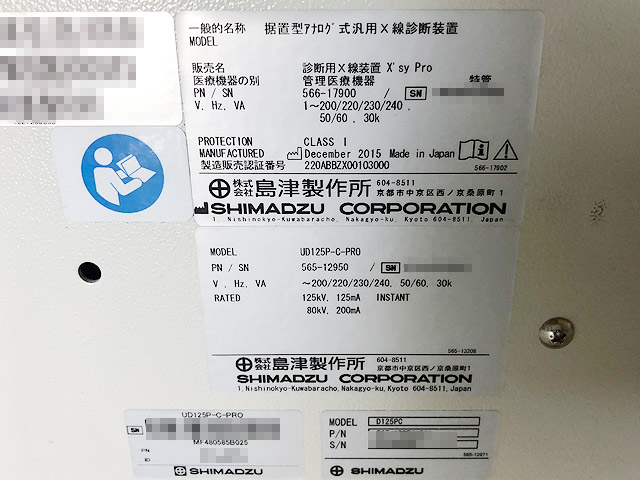 一般的名称 据置型アナログ式汎用X線診断装置
MODEL
販売名 診断用X線装置 X'sy Pro
医療機器の別 管理医療機器 特管
PN / SN 566-17900 / SN
V, Hz, VA 1~200/220/230/240,
50/60, 30k
PROTECTION CLASS I
MANUFACTURED December 2015 Made in Japan
製造販売認証番号 220ABBZX00103000
566-17902
株式会社 島津製作所 604-8511
京都市中京区西ノ京桑原町1
SHIMADZU CORPORATION
1, Nishinokyo-Kuwabaracho, Nakagyo-ku, Kyoto 604-8511, Japan
MODEL UD125P-C-PRO
PN / SN 565-12950 / SN
V, Hz, VA ~200/220/230/240, 50/60, 30k
RATED 125kV, 125mA INSTANT
80kV, 200mA
565-13208
株式会社 島津製作所 604-8511
京都市中京区西ノ京桑原町1
SHIMADZU CORPORATION
1, Nishinokyo-Kuwabaracho, Nakagyo-ku, Kyoto 604-8511, Japan
UD125P-C-PRO
SN
MF480585B025
PN
ID
SHIMADZU
MODEL D125PC
P/N
S/N
566-12871
SHIMADZU